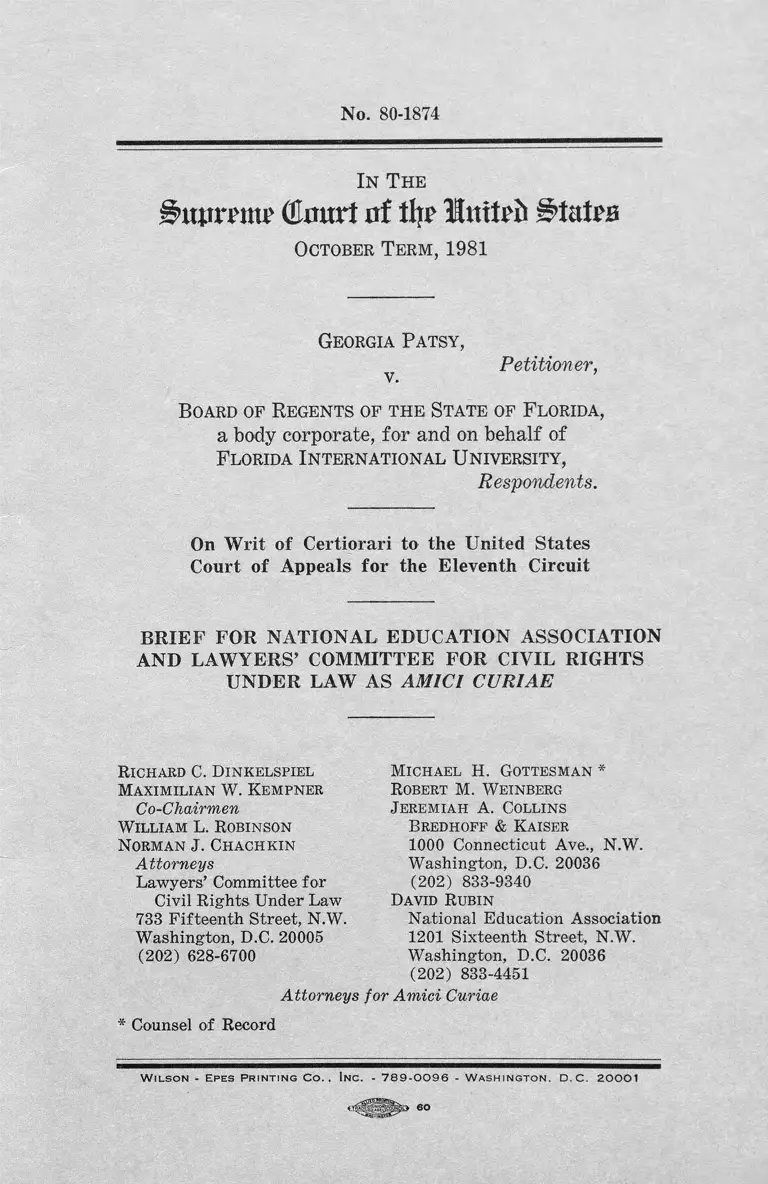 No. 80-1874
IN THE
Supreme Court of the United States
OCTOBER TERM, 1981
GEORGIA PATSY,
Petitioner,
v.
BOARD OF REGENTS OF THE STATE OF FLORIDA,
a body corporate, for and on behalf of
FLORIDA INTERNATIONAL UNIVERSITY,
Respondents.
On Writ of Certiorari to the United States
Court of Appeals for the Eleventh Circuit
BRIEF FOR NATIONAL EDUCATION ASSOCIATION
AND LAWYERS' COMMITTEE FOR CIVIL RIGHTS
UNDER LAW AS AMICI CURIAE
RICHARD C. DINKELSPIEL
MAXIMILIAN W. KEMPNER
Co-Chairmen
WILLIAM L. ROBINSON
NORMAN J. CHACHKIN
Attorneys
Lawyers' Committee for
Civil Rights Under Law
733 Fifteenth Street, N.W.
Washington, D.C. 20005
(202) 628-6700
MICHAEL H. GOTTESMAN *
ROBERT M. WEINBERG
JEREMIAH A. COLLINS
BREDHOFF & KAISER
1000 Connecticut Ave., N.W.
Washington, D.C. 20036
(202) 833-9340
DAVID RUBIN
National Education Association
1201 Sixteenth Street, N.W.
Washington, D.C. 20036
(202) 833-4451
Attorneys for Amici Curiae
* Counsel of Record
WILSON - EPES PRINTING CO., INC. - 789-0096 - WASHINGTON, D.C. 20001
60